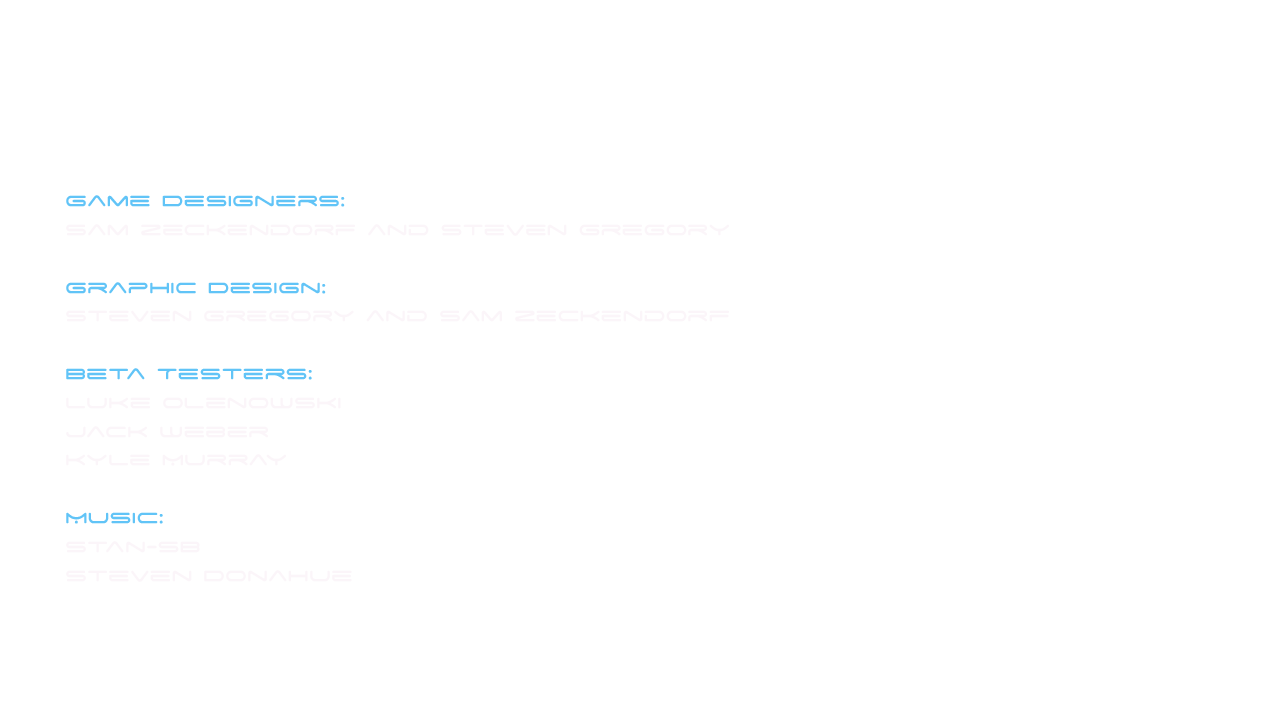 GAME DESIGNERS:
SAM ZECKENDORF AND STEVEN GREGORY
GRAPHIC DESIGN:
STEVEN GREGORY AND SAM ZECKENDORF
BETA TESTERS:
LUKE OLENOWSKI
JACK WEBER
KYLE MURRAY
MUSIC:
STAN-SB
STEVEN DONAHUE